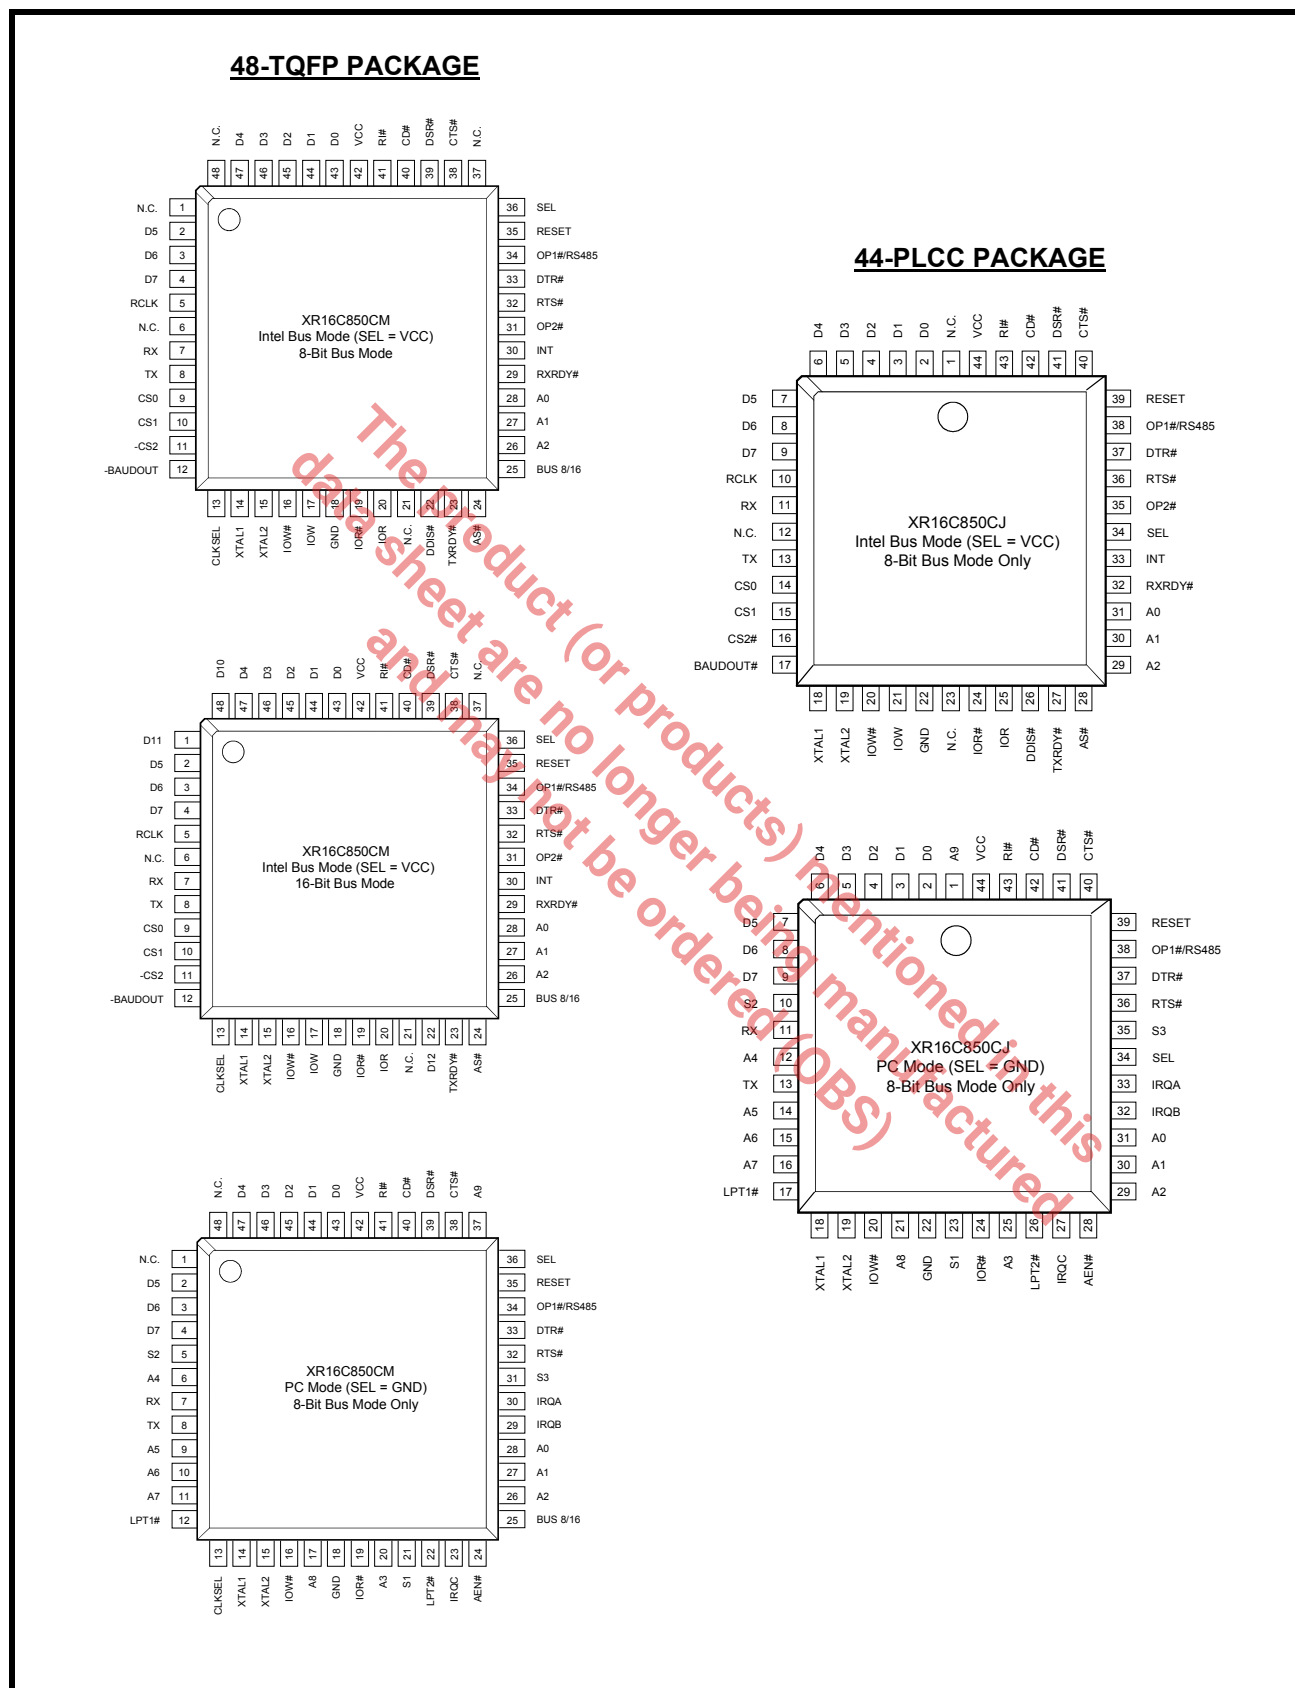 48-TQFP PACKAGE
N.C. D4 D3 D2 D1 D0 VCC RI# CD# DSR# CTS# N.C.
48 47 46 45 44 43 42 41 40 39 38 37
N.C. 1
D5 2
D6 3
D7 4
RCLK 5
N.C. 6
RX 7
TX 8
CS0 9
CS1 10
-CS2 11
-BAUDOUT 12
XR16C850CM
Intel Bus Mode (SEL = VCC)
8-Bit Bus Mode
36 SEL
35 RESET
34 OP1#/RS485
33 DTR#
32 RTS#
31 OP2#
30 INT
29 RXRDY#
28 A0
27 A1
26 A2
25 BUS 8/16
13 14 15 16 17 18 19 20 21 22 23 24
CLKSEL XTAL1 XTAL2 IOW# IOW GND IOR# IOR N.C. DDIS# TXRDY# AS#
D10 D4 D3 D2 D1 D0 VCC RI# CD# DSR# CTS# N.C.
48 47 46 45 44 43 42 41 40 39 38 37
D11 1
D5 2
D6 3
D7 4
RCLK 5
N.C. 6
RX 7
TX 8
CS0 9
CS1 10
-CS2 11
-BAUDOUT 12
XR16C850CM
Intel Bus Mode (SEL = VCC)
16-Bit Bus Mode
36 SEL
35 RESET
34 OP1#/RS485
33 DTR#
32 RTS#
31 OP2#
30 INT
29 RXRDY#
28 A0
27 A1
26 A2
25 BUS 8/16
13 14 15 16 17 18 19 20 21 22 23 24
CLKSEL XTAL1 XTAL2 IOW# IOW GND IOR# IOR N.C. D12 TXRDY# AS#
N.C. D4 D3 D2 D1 D0 VCC RI# CD# DSR# CTS# A9
48 47 46 45 44 43 42 41 40 39 38 37
N.C. 1
D5 2
D6 3
D7 4
S2 5
A4 6
RX 7
TX 8
A5 9
A6 10
A7 11
LPT1# 12
XR16C850CM
PC Mode (SEL = GND)
8-Bit Bus Mode Only
36 SEL
35 RESET
34 OP1#/RS485
33 DTR#
32 RTS#
31 S3
30 IRQA
29 IRQB
28 A0
27 A1
26 A2
25 BUS 8/16
13 14 15 16 17 18 19 20 21 22 23 24
CLKSEL XTAL1 XTAL2 IOW# A8 GND IOR# A3 S1 LPT2# IRQC AEN#
44-PLCC PACKAGE
D4 D3 D2 D1 D0 N.C. VCC RI# CD# DSR# CTS#
6 5 4 3 2 1 44 43 42 41 40
D5 7
D6 8
D7 9
RCLK 10
RX 11
N.C. 12
TX 13
CS0 14
CS1 15
CS2# 16
BAUDOUT# 17
XR16C850CJ
Intel Bus Mode (SEL = VCC)
8-Bit Bus Mode Only
39 RESET
38 OP1#/RS485
37 DTR#
36 RTS#
35 OP2#
34 SEL
33 INT
32 RXRDY#
31 A0
30 A1
29 A2
18 19 20 21 22 23 24 25 26 27 28
XTAL1 XTAL2 IOW# IOW GND N.C. IOR# IOR DDIS# TXRDY# AS#
D4 D3 D2 D1 D0 A9 VCC RI# CD# DSR# CTS#
6 5 4 3 2 1 44 43 42 41 40
D5 7
D6 8
D7 9
S2 10
RX 11
A4 12
TX 13
A5 14
A6 15
A7 16
LPT1# 17
XR16C850CJ
PC Mode (SEL = GND)
8-Bit Bus Mode Only
39 RESET
38 OP1#/RS485
37 DTR#
36 RTS#
35 S3
34 SEL
33 IRQA
32 IRQB
31 A0
30 A1
29 A2
18 19 20 21 22 23 24 25 26 27 28
XTAL1 XTAL2 IOW# A8 GND S1 IOR# A3 LPT2# IRQC AEN#
The product (or products) mentioned in this
data sheet are no longer being manufactured
and may not be ordered (OBS)